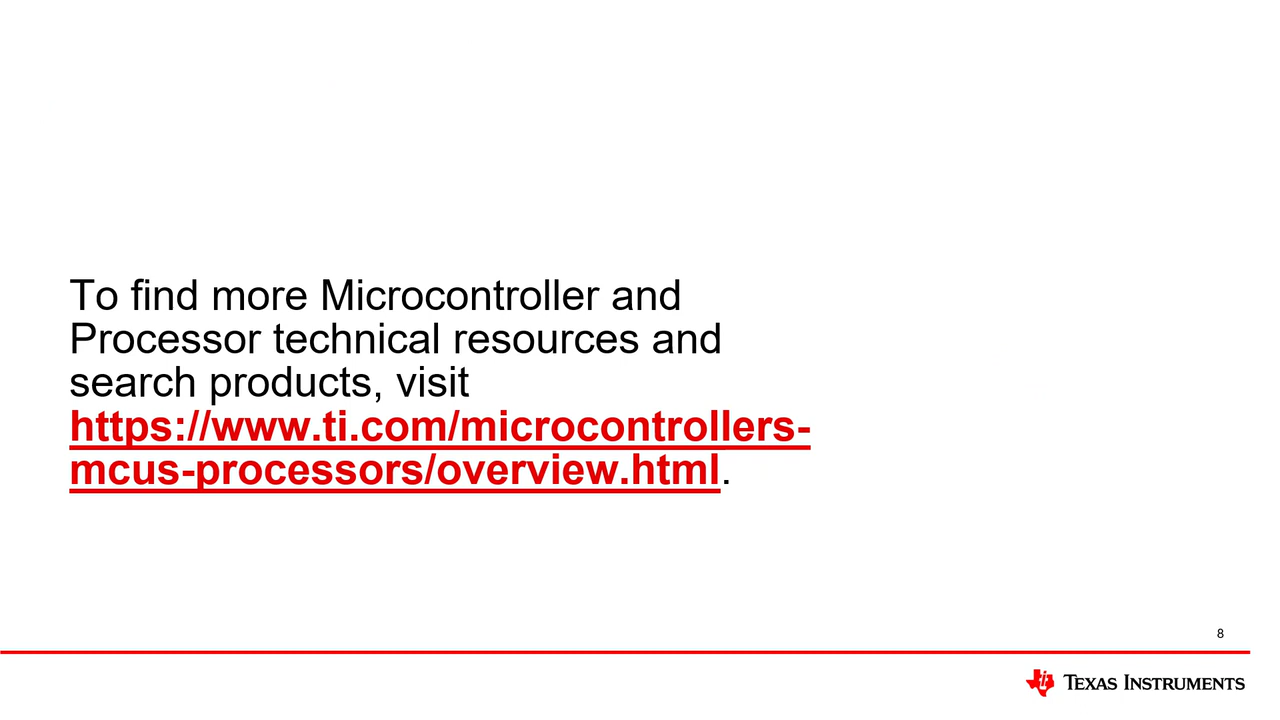 To find more Microcontroller and
Processor technical resources and
search products, visit
https://www.ti.com/microcontrollers-
mcus-processors/overview.html.
8
TEXAS INSTRUMENTS